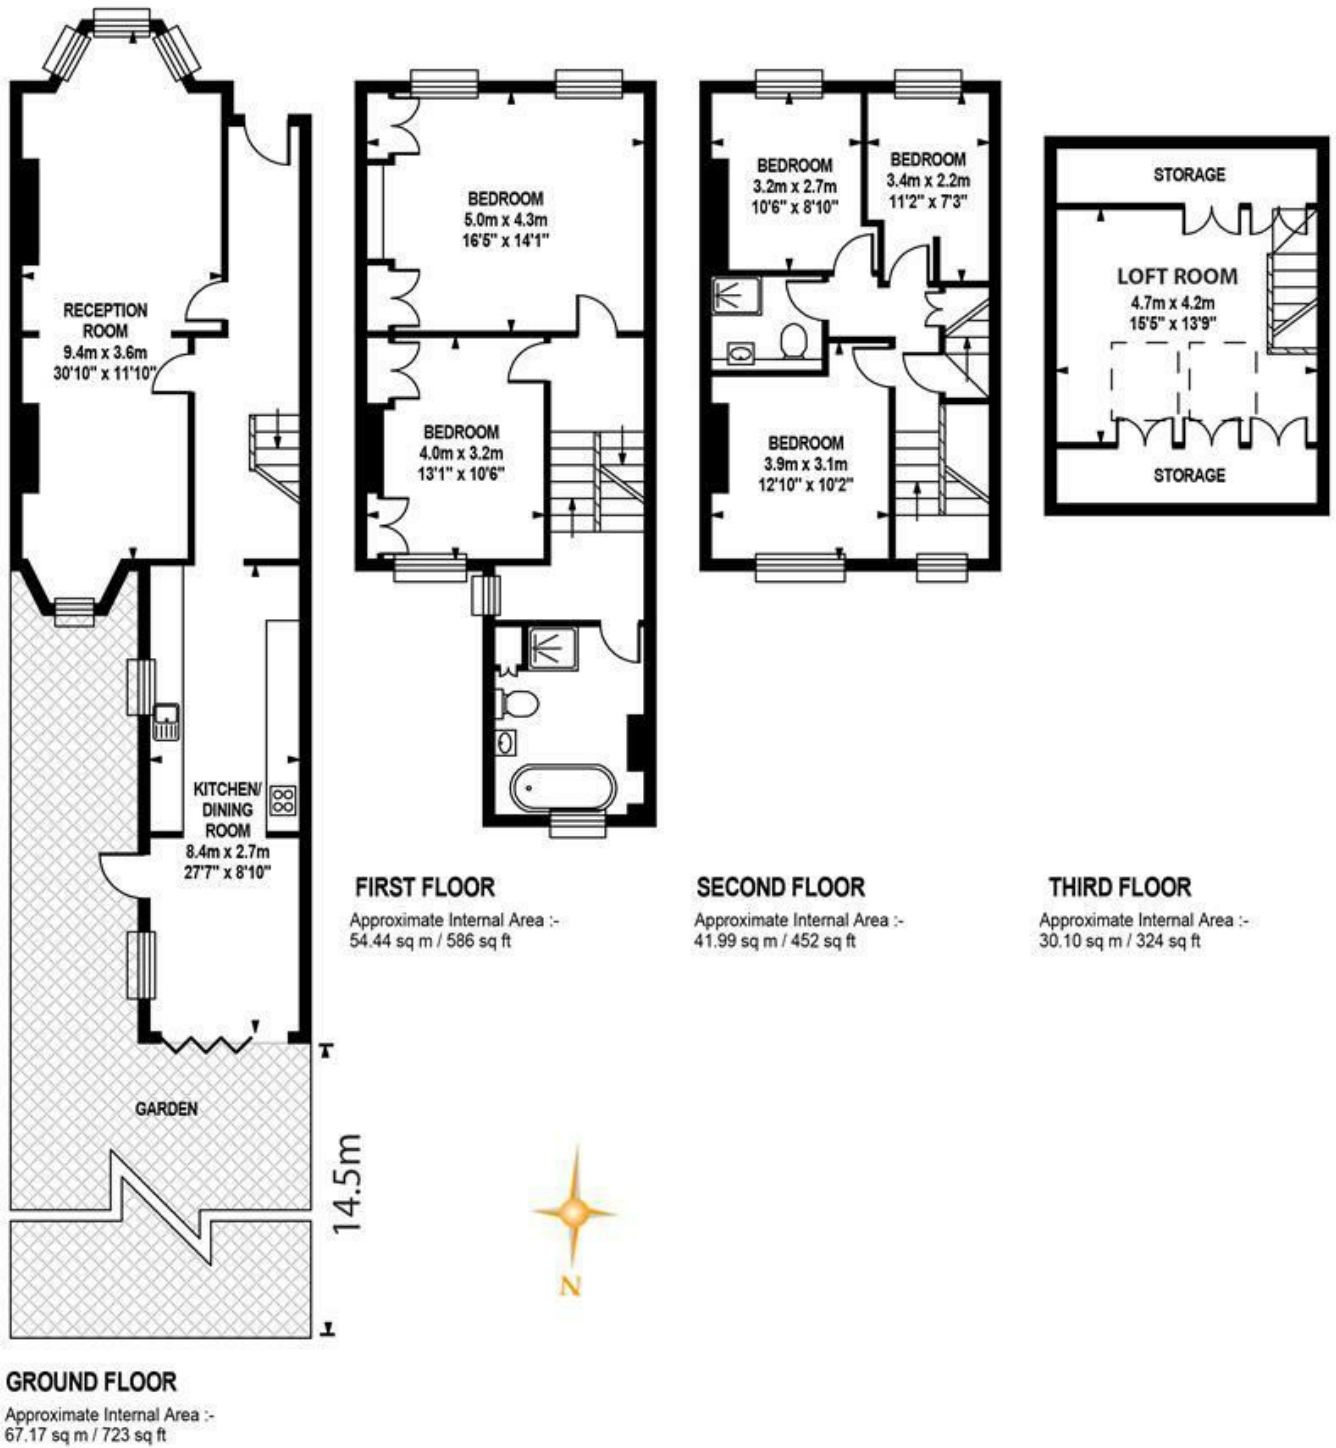 RECEPTION
ROOM
9.4m x 3.6m
30'10" x 11'10"
KITCHEN/
DINING
ROOM
8.4m x 2.7m
27'7" x 8'10"
GARDEN
14.5m
GROUND FLOOR
Approximate Internal Area :-
67.17 sq m / 723 sq ft
BEDROOM
5.0m x 4.3m
16'5" x 14'1"
BEDROOM
4.0m x 3.2m
13'1" x 10'6"
FIRST FLOOR
Approximate Internal Area :-
54.44 sq m / 586 sq ft
BEDROOM
3.2m x 2.7m
10'6" x 8'10"
BEDROOM
3.4m x 2.2m
11'2" x 7'3"
BEDROOM
3.9m x 3.1m
12'10" x 10'2"
SECOND FLOOR
Approximate Internal Area :-
41.99 sq m / 452 sq ft
STORAGE
LOFT ROOM
4.7m x 4.2m
15'5" x 13'9"
STORAGE
THIRD FLOOR
Approximate Internal Area :-
30.10 sq m / 324 sq ft
N